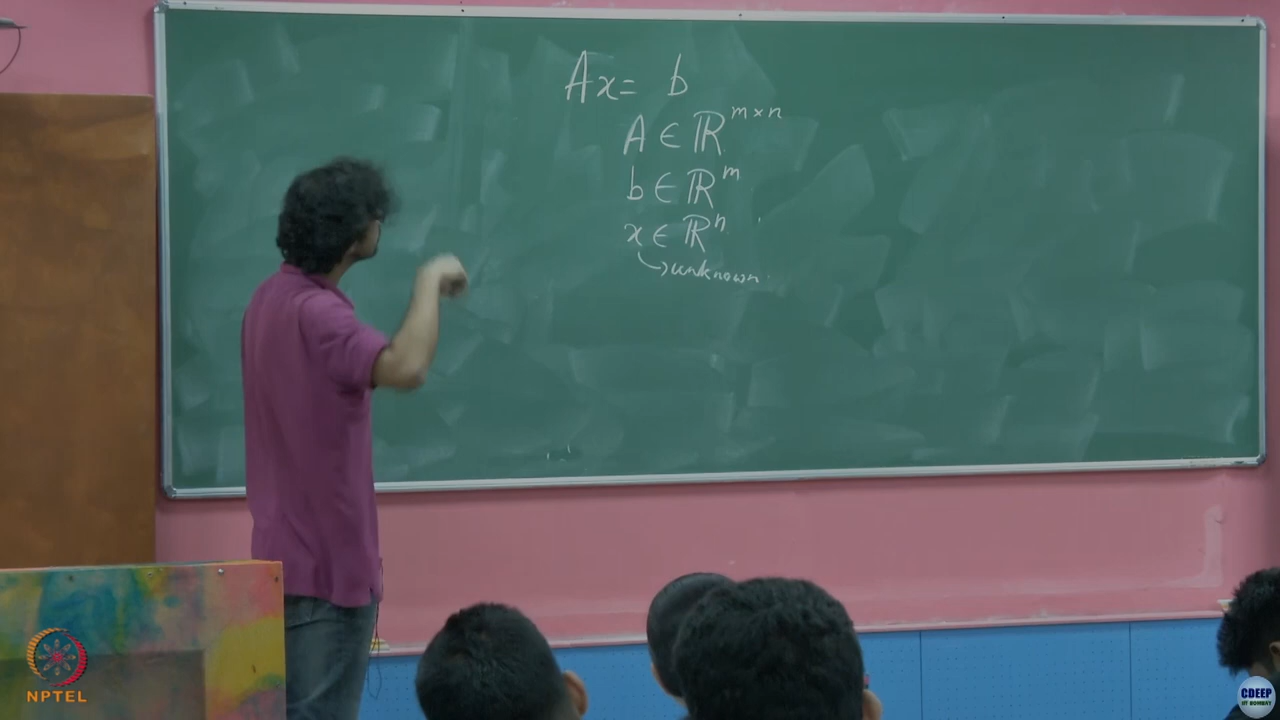 Ax = b
A ∈ ℝ^{m×n}
b ∈ ℝ^m
x ∈ ℝ^n
↳ unknown.
NPTEL
CDEEP
IIT BOMBAY